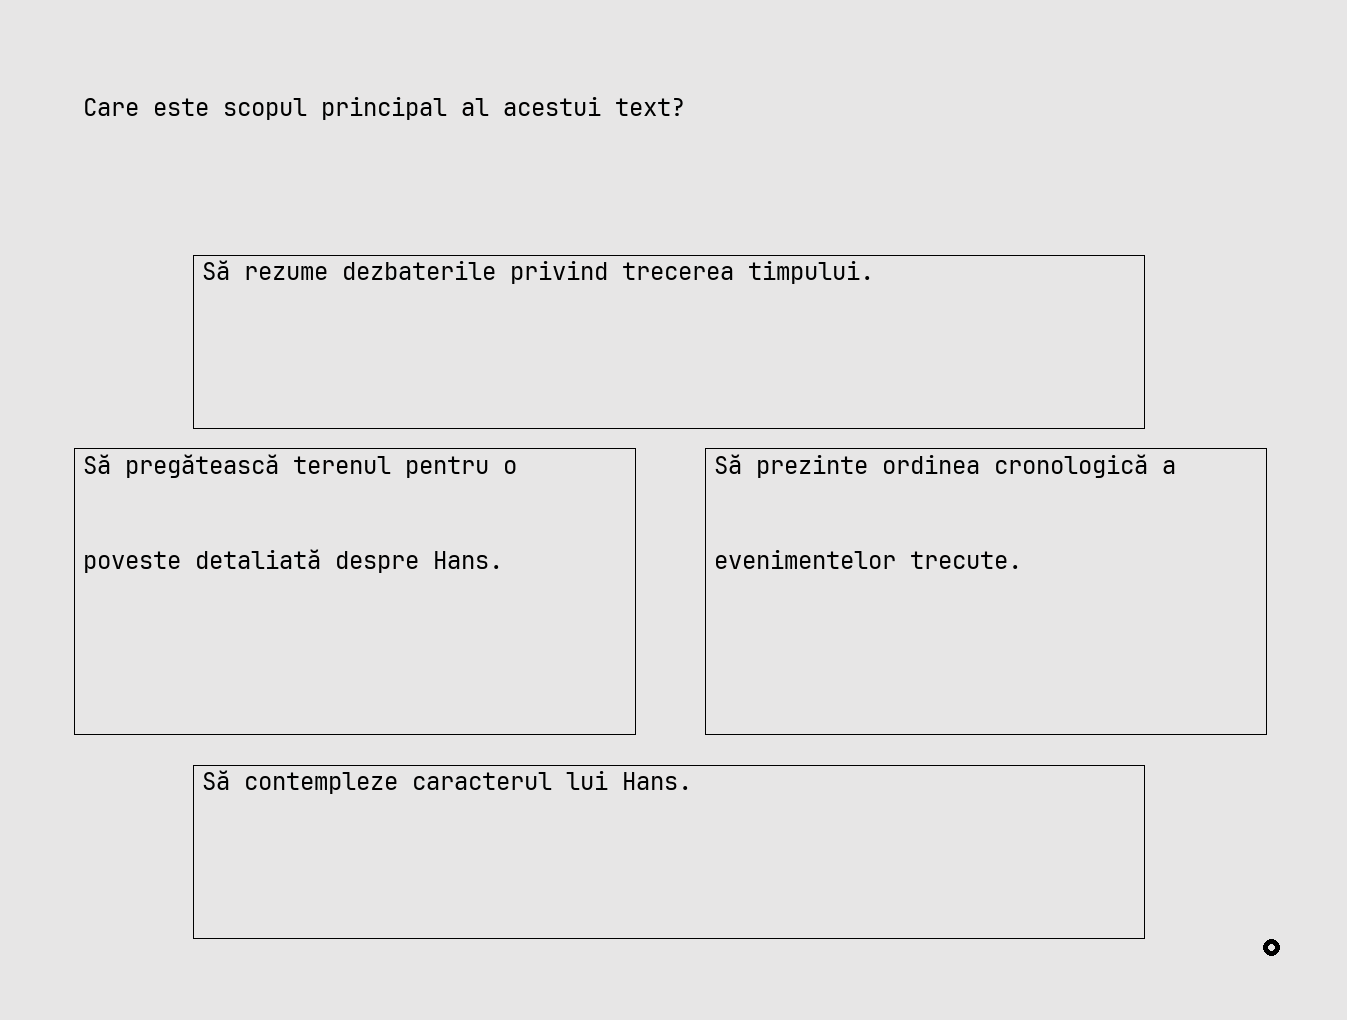 Care este scopul principal al acestui text?
Să rezume dezbaterile privind trecerea timpului.
Să pregătească terenul pentru o
poveste detaliată despre Hans.
Să prezinte ordinea cronologică a
evenimentelor trecute.
Să contempleze caracterul lui Hans.